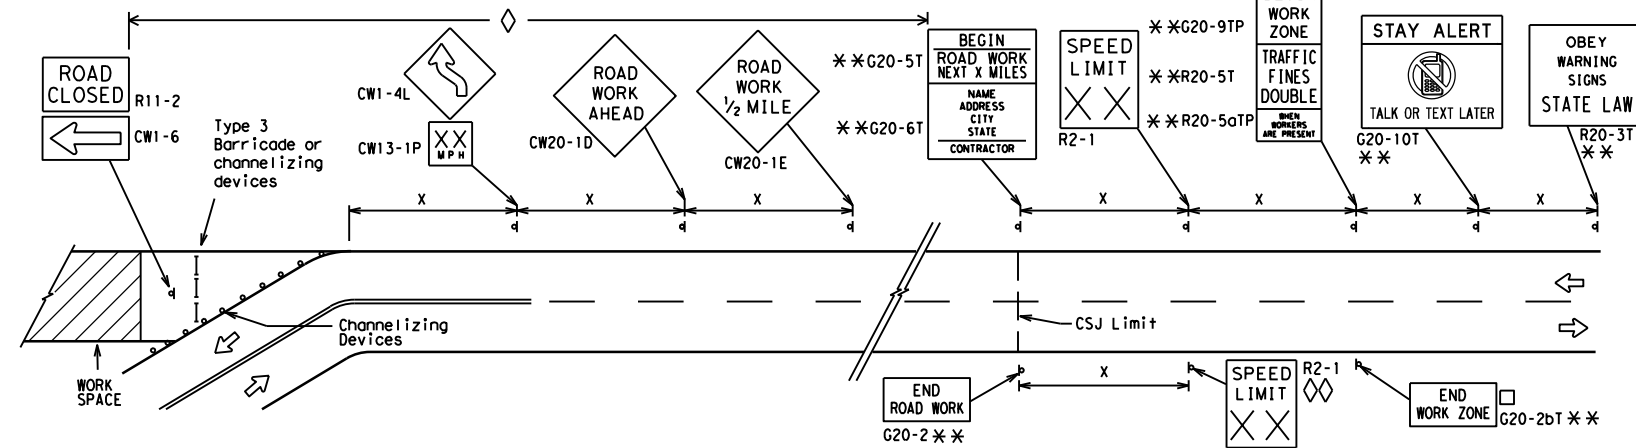 ROAD
CLOSED
R11-2
CW1-6
Type 3
Barricade or
channelizing
devices
CW1-4L
CW13-1P
XX
MPH
ROAD
WORK
AHEAD
CW20-1D
ROAD
WORK
1/2 MILE
CW20-1E
**G20-5T
**G20-6T
BEGIN
ROAD WORK
NEXT X MILES
NAME
ADDRESS
CITY
STATE
CONTRACTOR
SPEED
LIMIT
XX
R2-1
**G20-9TP
**R20-5T
**R20-5aTP
WORK
ZONE
TRAFFIC
FINES
DOUBLE
WHEN
WORKERS
ARE PRESENT
STAY ALERT
TALK OR TEXT LATER
G20-10T
**
OBEY
WARNING
SIGNS
STATE LAW
R20-3T
**
X
X
X
X
X
X
X
Channelizing
Devices
CSJ Limit
WORK
SPACE
X
END
ROAD WORK
G20-2**
SPEED
LIMIT
XX
R2-1
◊◊
END
WORK ZONE
□
G20-2bT **